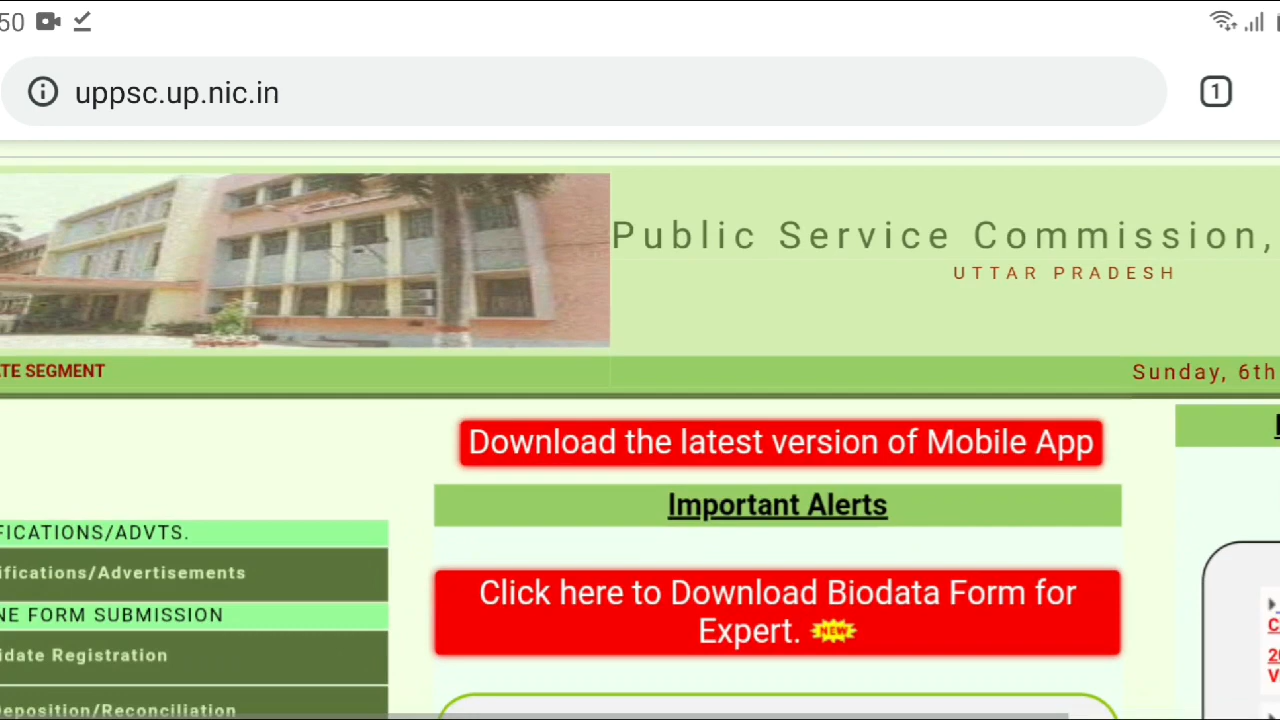 50
uppsc.up.nic.in
1
Public Service Commission,
UTTAR PRADESH
TE SEGMENT
Sunday, 6th
Download the latest version of Mobile App
Important Alerts
FICATIONS/ADVTS.
ifications/Advertisements
Click here to Download Biodata Form for
Expert. NEW
NE FORM SUBMISSION
idate Registration
eposition/Reconciliation